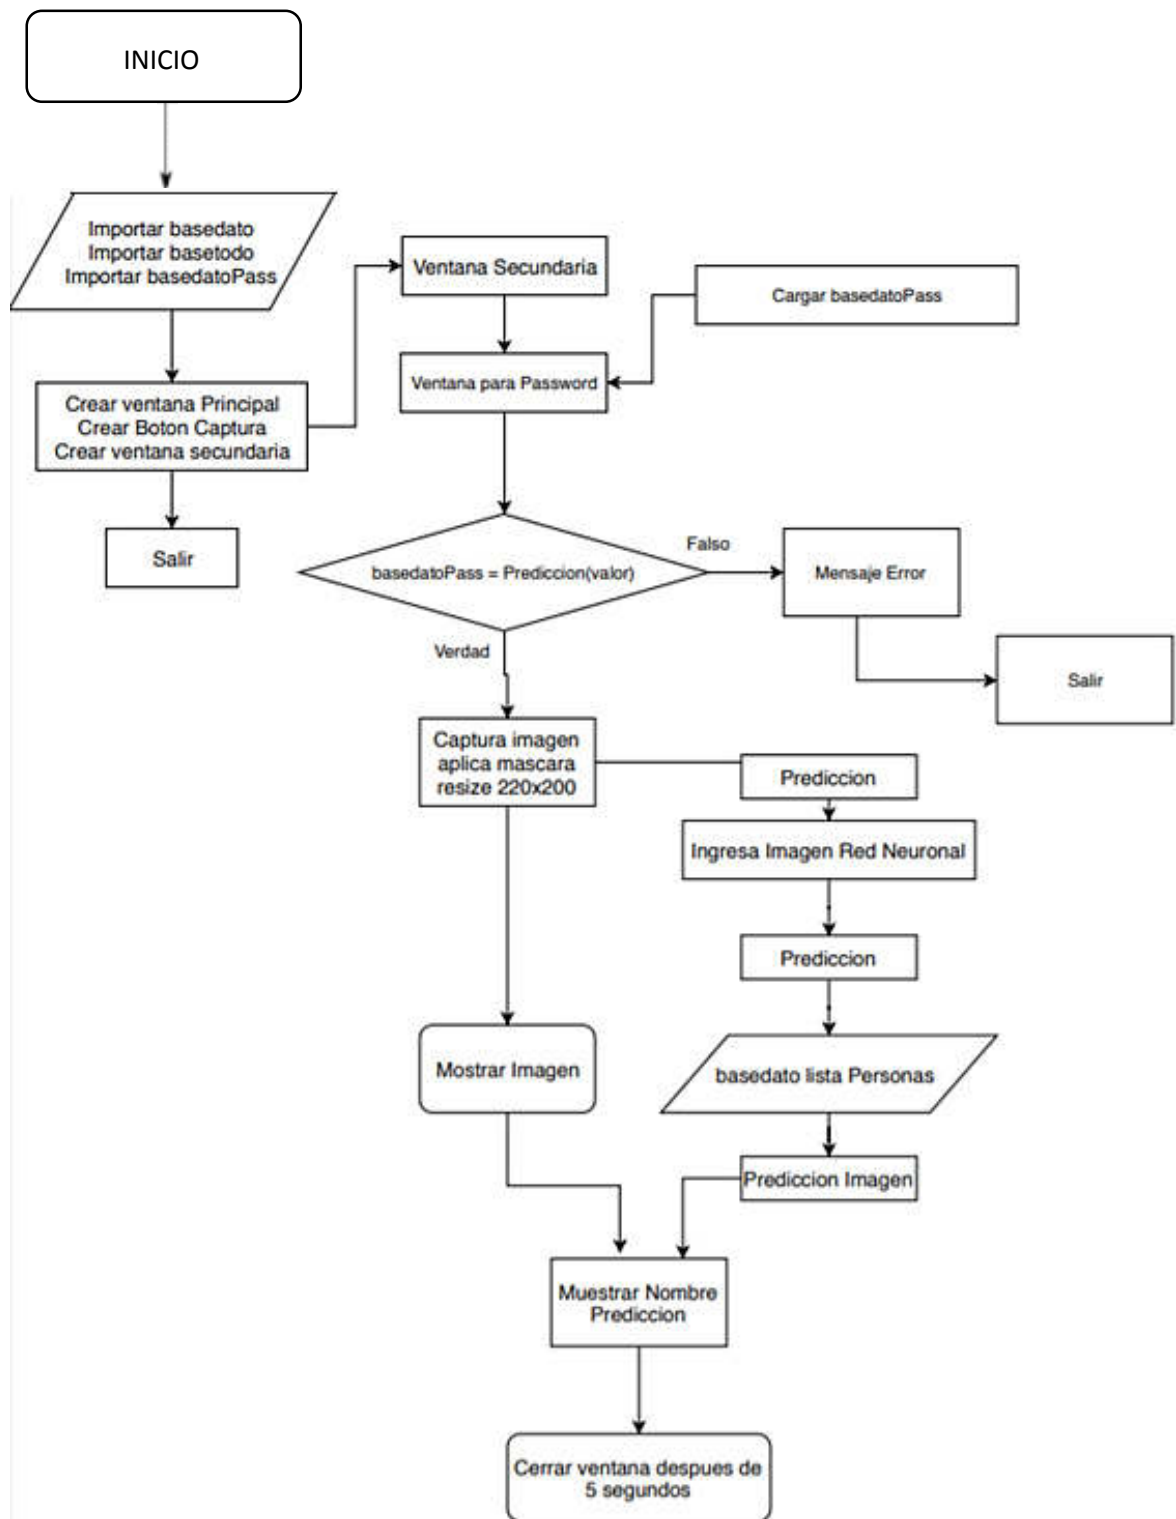 INICIO
Importar basedato
Importar basetodo
Importar basedatoPass
Crear ventana Principal
Crear Boton Captura
Crear ventana secundaria
Salir
Ventana Secundaria
Cargar basedatoPass
Ventana para Password
basedatoPass = Prediccion(valor)
Falso
Mensaje Error
Salir
Verdad
Captura imagen
aplica mascara
resize 220x200
Prediccion
Ingresa Imagen Red Neuronal
Prediccion
basedato lista Personas
Prediccion Imagen
Mostrar Imagen
Muestrar Nombre
Prediccion
Cerrar ventana despues de
5 segundos